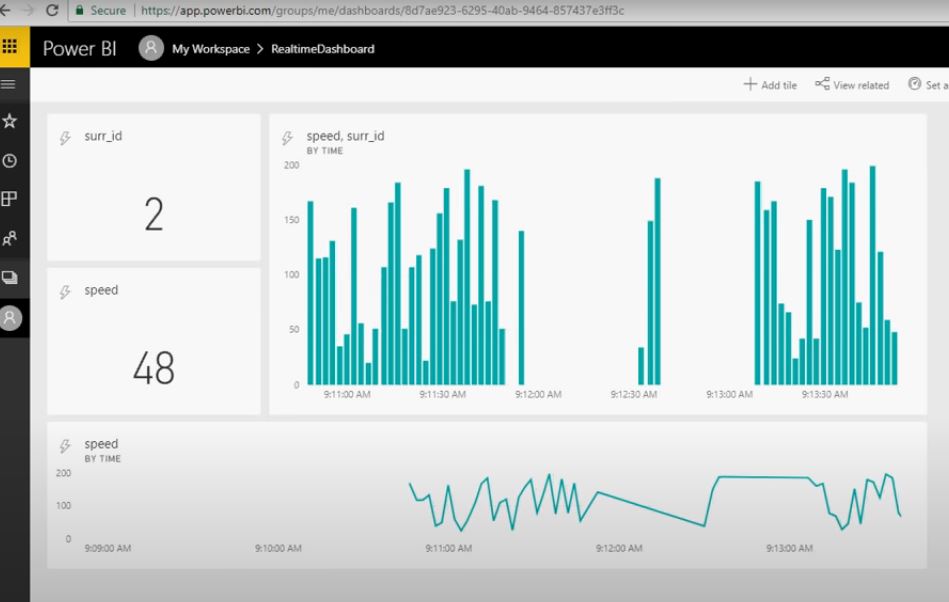 Secure | https://app.powerbi.com/groups/me/dashboards/8d7ae923-6295-40ab-9464-857437e3ff3c
Power BI My Workspace > RealtimeDashboard
+ Add tile View related Set a
surr_id
2
speed
48
speed, surr_id
BY TIME
200
150
100
50
0
9:11:00 AM 9:11:30 AM 9:12:00 AM 9:12:30 AM 9:13:00 AM 9:13:30 AM
speed
BY TIME
200
100
0
9:09:00 AM 9:10:00 AM 9:11:00 AM 9:12:00 AM 9:13:00 AM